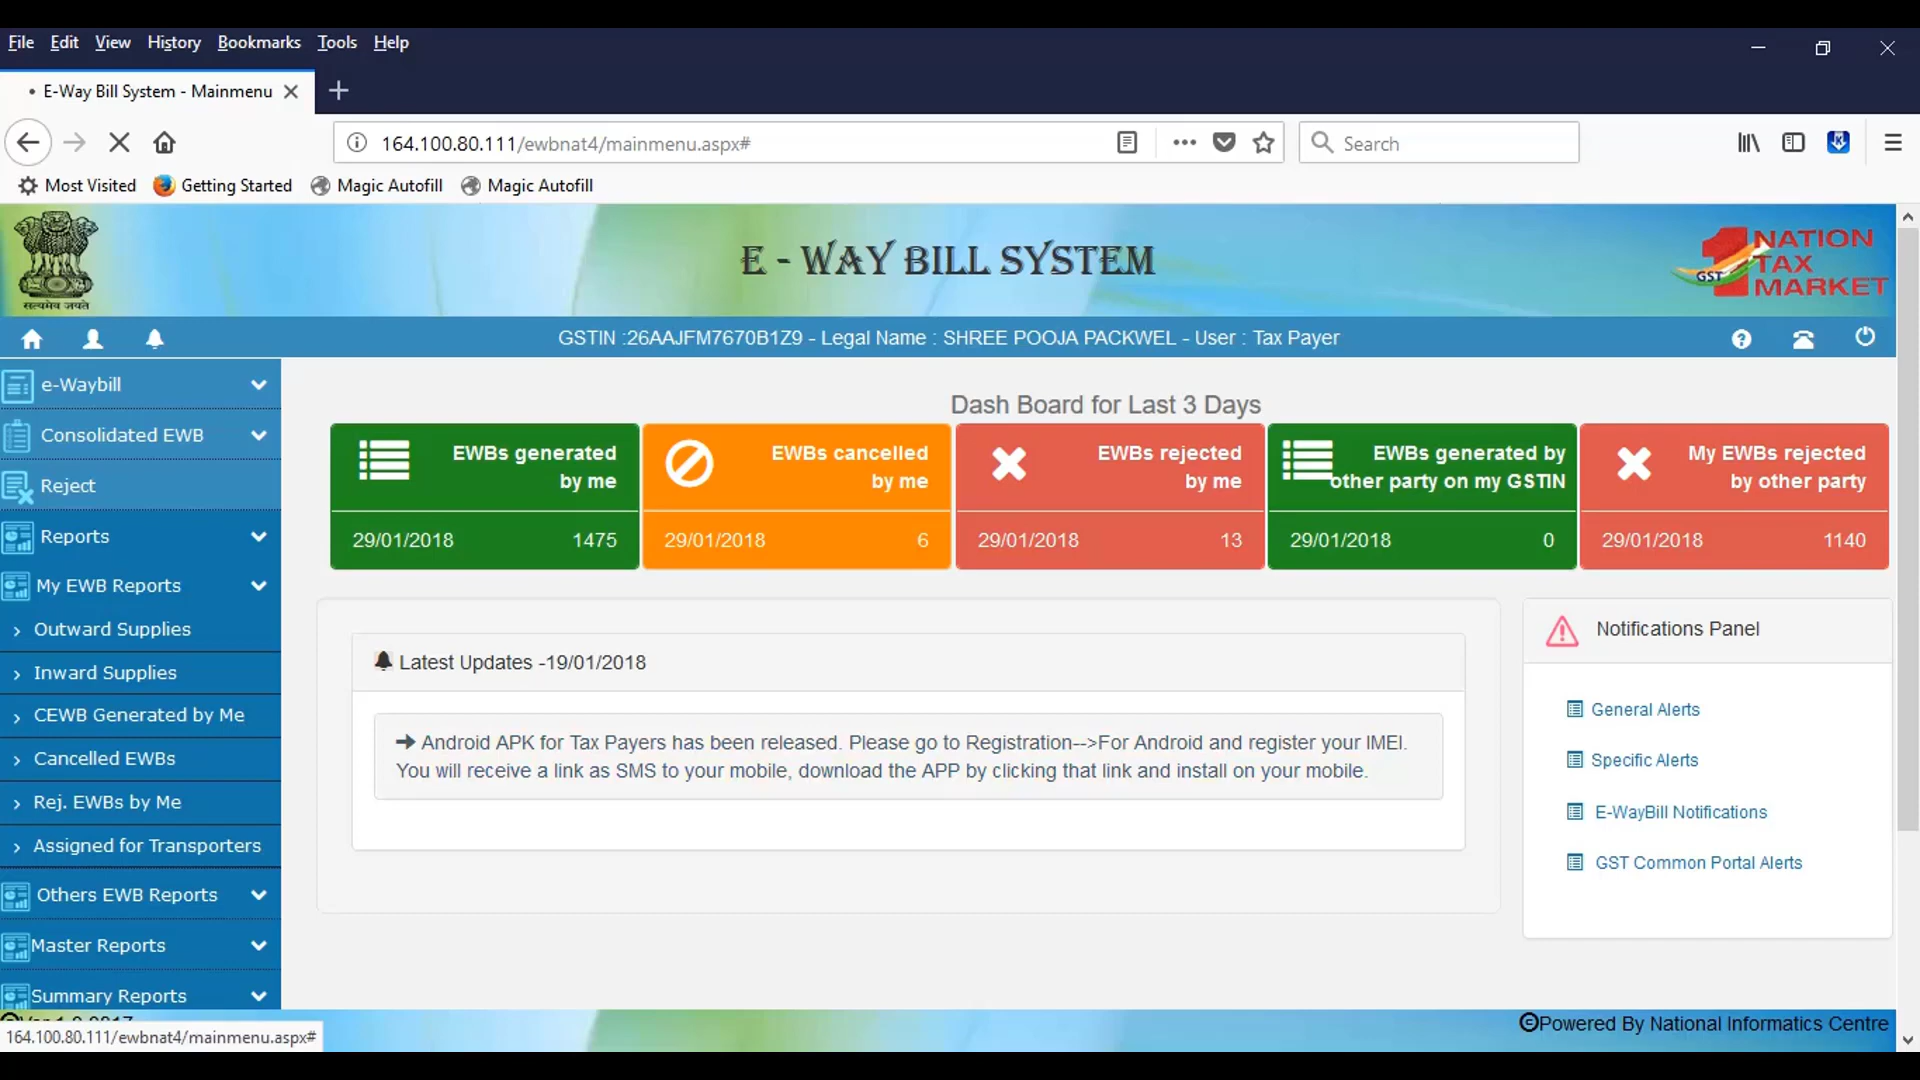 File Edit View History Bookmarks Tools Help
E-Way Bill System - Mainmenu
164.100.80.111/ewbnat4/mainmenu.aspx#
Search
Most Visited Getting Started Magic Autofill Magic Autofill
सत्यमेव जयते
E - WAY BILL SYSTEM
1 NATION
TAX
MARKET
GST
GSTIN :26AAJFM7670B1Z9 - Legal Name : SHREE POOJA PACKWEL - User : Tax Payer
e-Waybill
Consolidated EWB
Reject
Reports
My EWB Reports
Outward Supplies
Inward Supplies
CEWB Generated by Me
Cancelled EWBs
Rej. EWBs by Me
Assigned for Transporters
Others EWB Reports
Master Reports
Summary Reports
Dash Board for Last 3 Days
EWBs generated
by me
29/01/2018 1475
EWBs cancelled
by me
29/01/2018 6
EWBs rejected
by me
29/01/2018 13
EWBs generated by
other party on my GSTIN
29/01/2018 0
My EWBs rejected
by other party
29/01/2018 1140
Latest Updates -19/01/2018
Android APK for Tax Payers has been released. Please go to Registration-->For Android and register your IMEI.
You will receive a link as SMS to your mobile, download the APP by clicking that link and install on your mobile.
Notifications Panel
General Alerts
Specific Alerts
E-WayBill Notifications
GST Common Portal Alerts
164.100.80.111/ewbnat4/mainmenu.aspx#
©Powered By National Informatics Centre